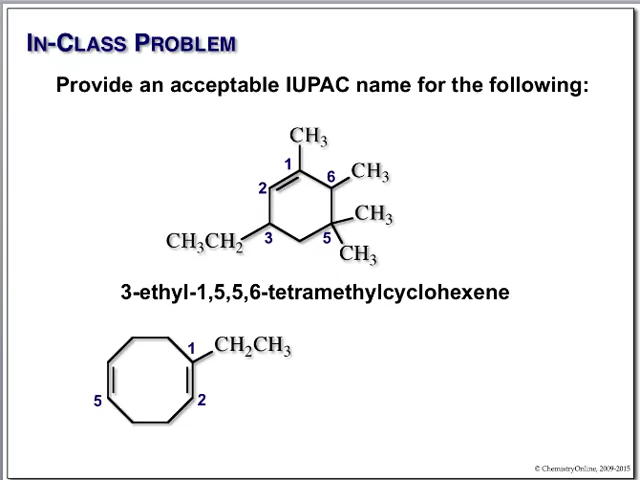 IN-CLASS PROBLEM
Provide an acceptable IUPAC name for the following:
CH3
1
6
CH3
2
CH3
CH3CH2
3
5
CH3
3-ethyl-1,5,5,6-tetramethylcyclohexene
1
CH2CH3
5
2
© ChemistryOnline, 2009-2015